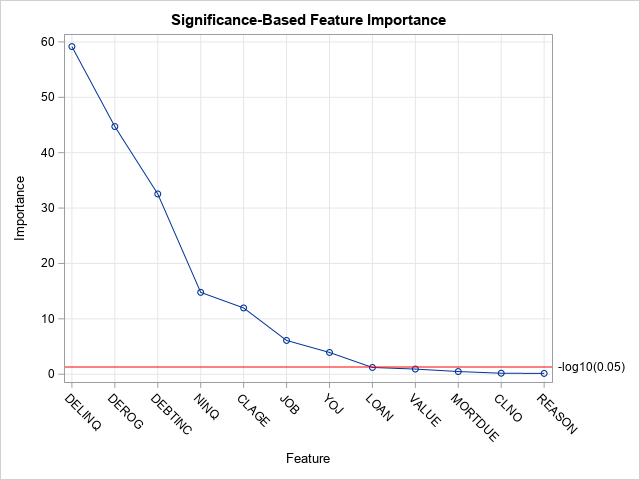 Significance-Based Feature Importance
60
50
40
30
20
10
0
Importance
-log10(0.05)
DELINQ
DEROG
DEBTINC
NINQ
CLAGE
JOB
YOJ
LOAN
VALUE
MORTDUE
CLNO
REASON
Feature